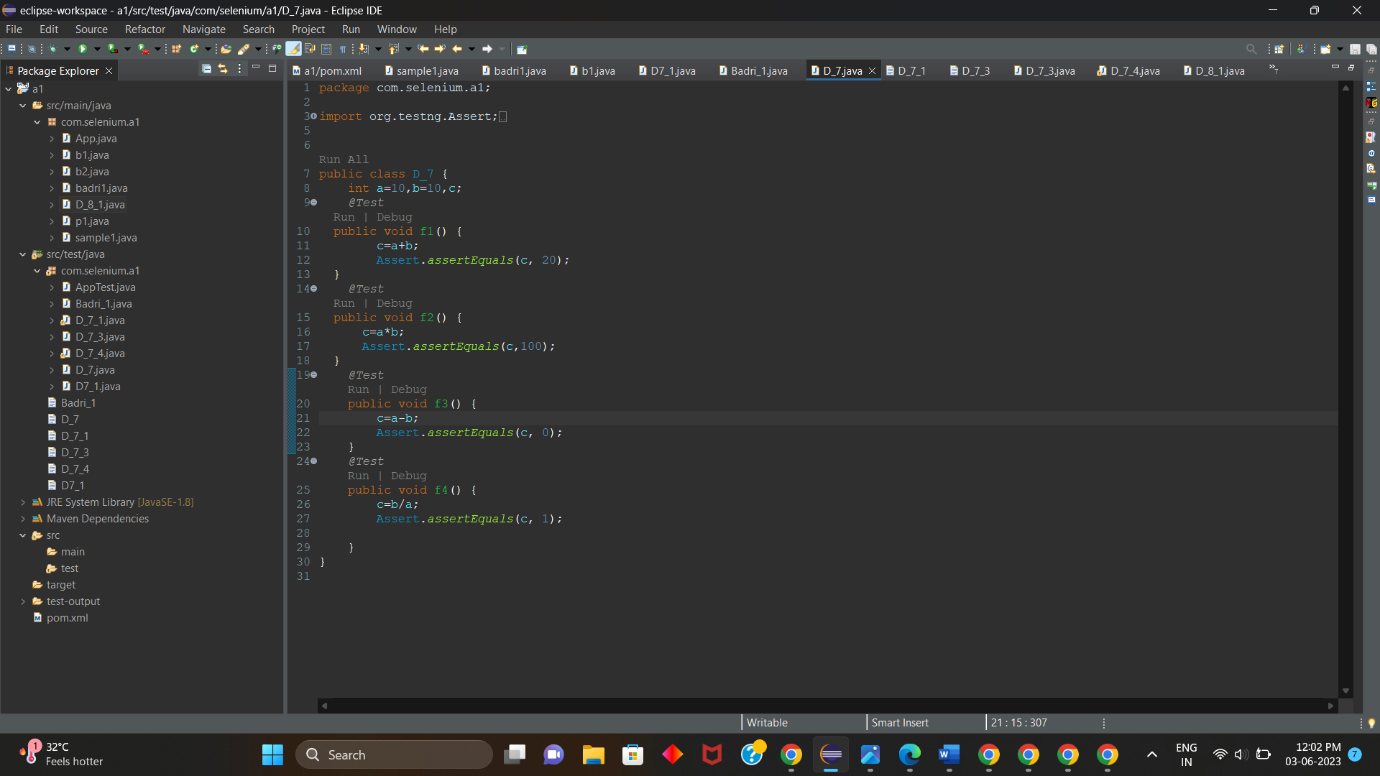 eclipse-workspace - a1/src/test/java/com/selenium/a1/D_7.java - Eclipse IDE
File Edit Source Refactor Navigate Search Project Run Window Help
Package Explorer
a1
src/main/java
com.selenium.a1
App.java
b1.java
b2.java
badri1.java
D_8_1.java
p1.java
sample1.java
src/test/java
com.selenium.a1
AppTest.java
Badri_1.java
D_7_1.java
D_7_3.java
D_7_4.java
D_7.java
D7_1.java
Badri_1
D_7
D_7_1
D_7_3
D_7_4
D7_1
JRE System Library [JavaSE-1.8]
Maven Dependencies
src
main
test
target
test-output
pom.xml
a1/pom.xml sample1.java badri1.java b1.java D7_1.java Badri_1.java D_7.java D_7_1 D_7_3 D_7_3.java D_7_4.java D_8_1.java
1 package com.selenium.a1;
2
3 import org.testng.Assert;
5
6
Run All
7 public class D_7 {
8 int a=10,b=10,c;
9 @Test
Run | Debug
10 public void f1() {
11 c=a+b;
12 Assert.assertEquals(c, 20);
13 }
14 @Test
Run | Debug
15 public void f2() {
16 c=a*b;
17 Assert.assertEquals(c,100);
18 }
19 @Test
Run | Debug
20 public void f3() {
21 c=a-b;
22 Assert.assertEquals(c, 0);
23 }
24 @Test
Run | Debug
25 public void f4() {
26 c=b/a;
27 Assert.assertEquals(c, 1);
28
29 }
30 }
31
Writable Smart Insert 21 : 15 : 307
1 32°C
Feels hotter
Search
ENG
IN
12:02 PM
03-06-2023
7